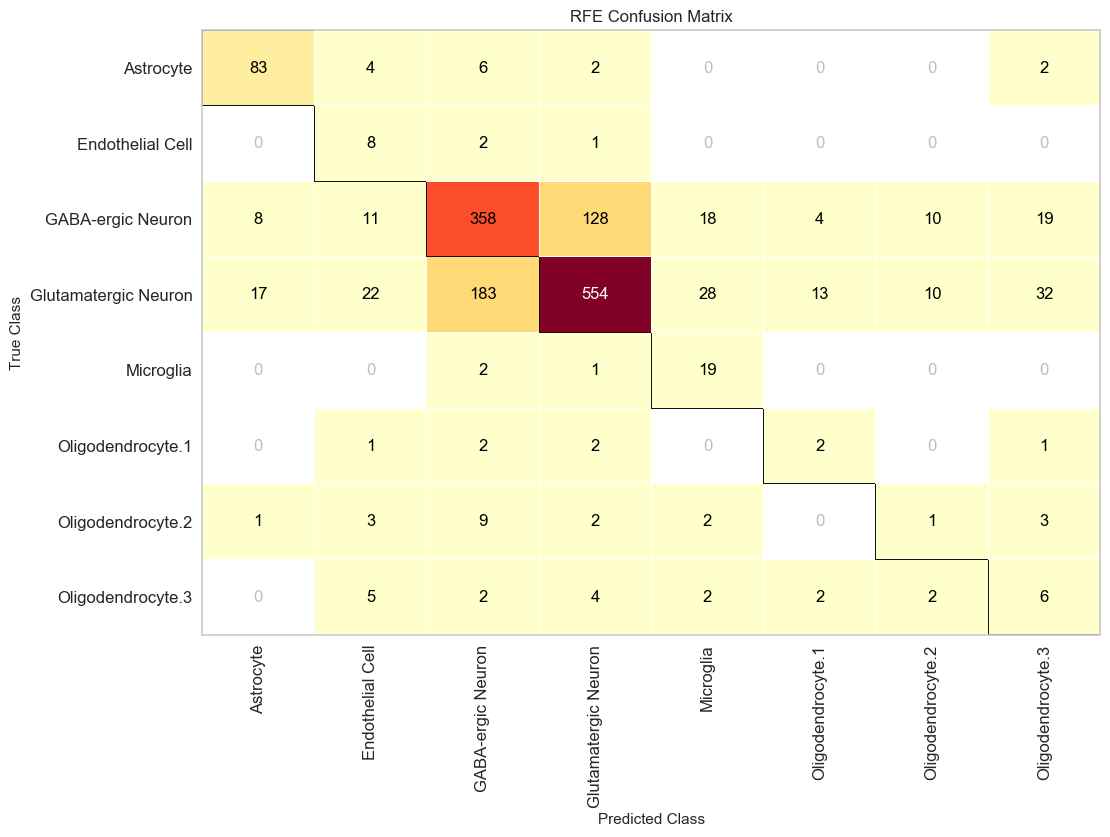 RFE Confusion Matrix
True Class
Astrocyte 83 4 6 2 0 0 0 2
Endothelial Cell 0 8 2 1 0 0 0 0
GABA-ergic Neuron 8 11 358 128 18 4 10 19
Glutamatergic Neuron 17 22 183 554 28 13 10 32
Microglia 0 0 2 1 19 0 0 0
Oligodendrocyte.1 0 1 2 2 0 2 0 1
Oligodendrocyte.2 1 3 9 2 2 0 1 3
Oligodendrocyte.3 0 5 2 4 2 2 2 6
Astrocyte
Endothelial Cell
GABA-ergic Neuron
Glutamatergic Neuron
Microglia
Oligodendrocyte.1
Oligodendrocyte.2
Oligodendrocyte.3
Predicted Class